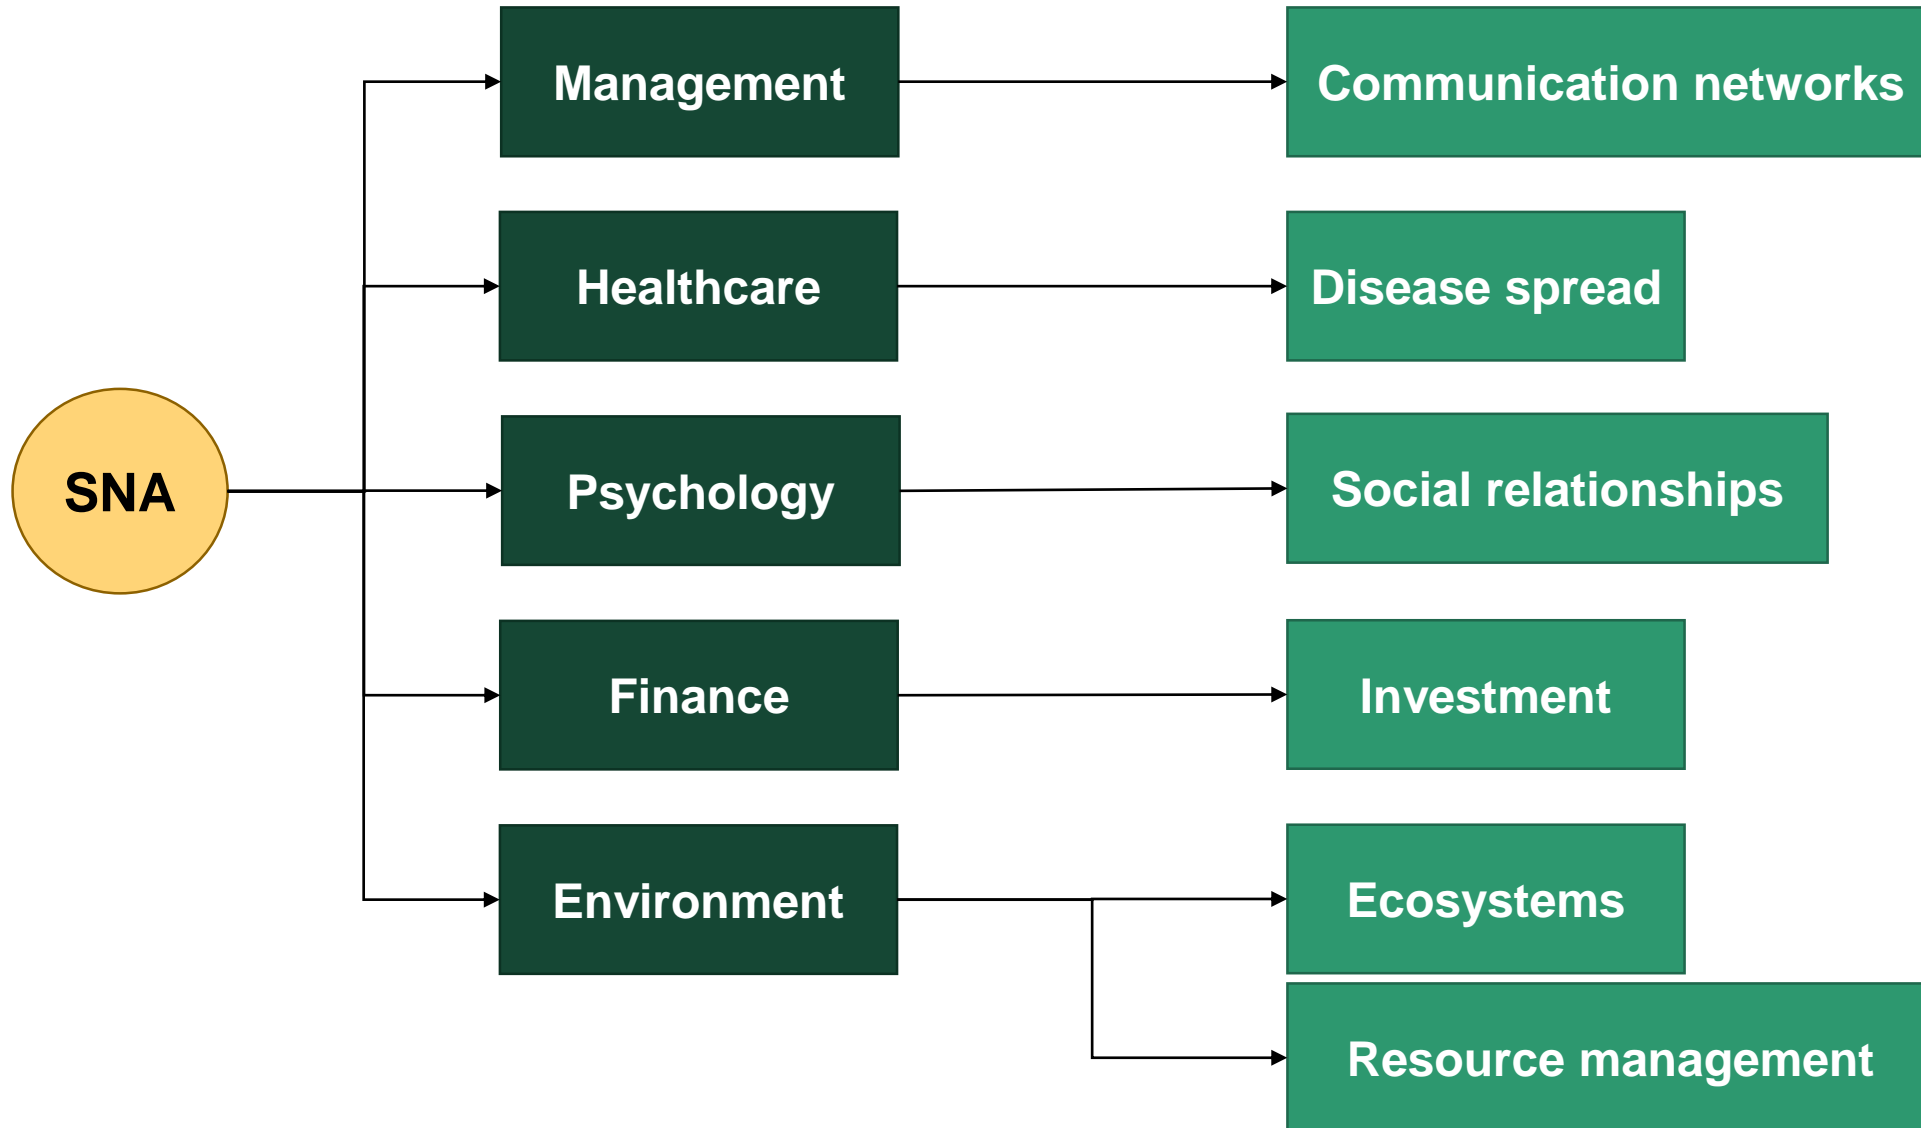 Management
Communication networks
Healthcare
Disease spread
SNA
Psychology
Social relationships
Finance
Investment
Environment
Ecosystems
Resource management